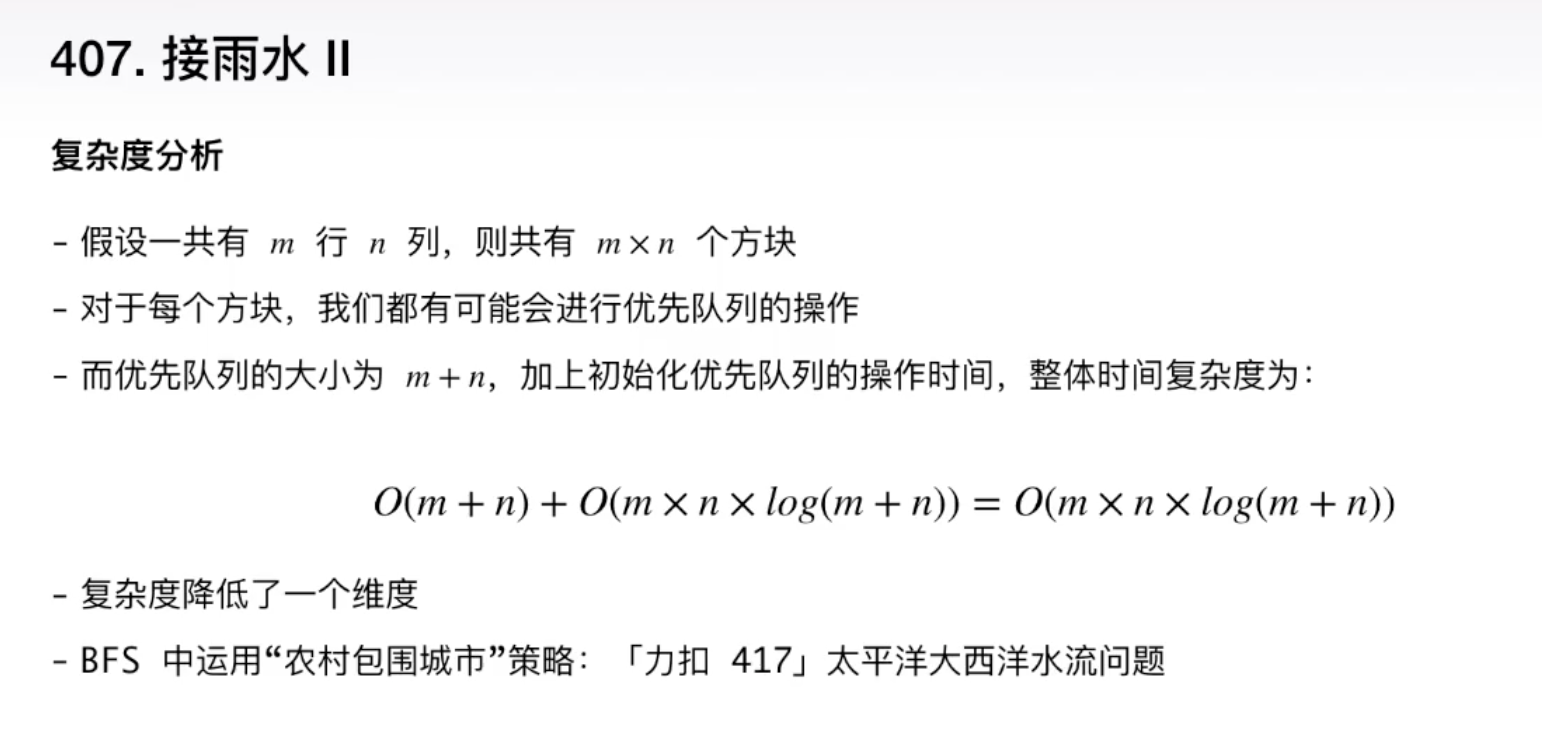 407. 接雨水 II
复杂度分析
– 假设一共有 m 行 n 列，则共有 m × n 个方块
– 对于每个方块，我们都有可能会进行优先队列的操作
– 而优先队列的大小为 m + n，加上初始化优先队列的操作时间，整体时间复杂度为：
O(m + n) + O(m × n × log(m + n)) = O(m × n × log(m + n))
– 复杂度降低了一个维度
– BFS 中运用“农村包围城市”策略：「力扣 417」太平洋大西洋水流问题